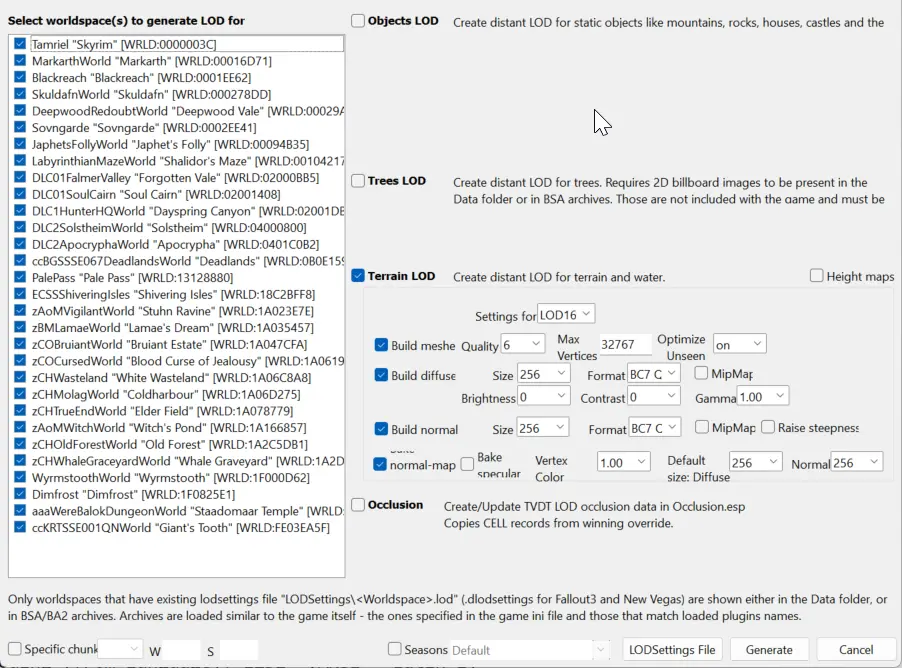 Select worldspace(s) to generate LOD for
Tamriel "Skyrim" [WRLD:0000003C]
MarkarthWorld "Markarth" [WRLD:00016D71]
Blackreach "Blackreach" [WRLD:0001EE62]
SkuldafnWorld "Skuldafn" [WRLD:000278DD]
DeepwoodRedoubtWorld "Deepwood Vale" [WRLD:00029A
Sovngarde "Sovngarde" [WRLD:0002EE41]
JaphetsFollyWorld "Japhet's Folly" [WRLD:00094B35]
LabyrinthianMazeWorld "Shalidor's Maze" [WRLD:00104217
DLC01FalmerValley "Forgotten Vale" [WRLD:02000BB5]
DLC01SoulCairn "Soul Cairn" [WRLD:02001408]
DLC1HunterHQWorld "Dayspring Canyon" [WRLD:02001DE
DLC2SolstheimWorld "Solstheim" [WRLD:04000800]
DLC2ApocryphaWorld "Apocrypha" [WRLD:0401C0B2]
ccBGSSSE067DeadlandsWorld "Deadlands" [WRLD:0B0E159
PalePass "Pale Pass" [WRLD:13128880]
ECSSShiveringIsles "Shivering Isles" [WRLD:18C2BFF8]
zAoMVigilantWorld "Stuhn Ravine" [WRLD:1A023E7E]
zBMLamaeWorld "Lamae's Dream" [WRLD:1A035457]
zCOBruiantWorld "Bruiant Estate" [WRLD:1A047CFA]
zCOCursedWorld "Blood Curse of Jealousy" [WRLD:1A0619
zCHWasteland "White Wasteland" [WRLD:1A06C8A8]
zCHMolagWorld "Coldharbour" [WRLD:1A06D275]
zCHTrueEndWorld "Elder Field" [WRLD:1A078779]
zAoMWitchWorld "Witch's Pond" [WRLD:1A166857]
zCHOldForestWorld "Old Forest" [WRLD:1A2C5DB1]
zCHWhaleGraceyardWorld "Whale Graveyard" [WRLD:1A2D
WyrmstoothWorld "Wyrmstooth" [WRLD:1F000D62]
Dimfrost "Dimfrost" [WRLD:1F0825E1]
aaaWereBalokDungeonWorld "Staadomaar Temple" [WRLD:
ccKRTSSE001QNWorld "Giant's Tooth" [WRLD:FE03EA5F]
Objects LOD Create distant LOD for static objects like mountains, rocks, houses, castles and the
Trees LOD Create distant LOD for trees. Requires 2D billboard images to be present in the
Data folder or in BSA archives. Those are not included with the game and must be
Terrain LOD Create distant LOD for terrain and water. Height maps
Settings for LOD16
Build meshe Quality 6 Max Vertices 32767 Optimize Unseen on
Build diffuse Size 256 Format BC7 Q MipMap
Brightness 0 Contrast 0 Gamma 1.00
Build normal Size 256 Format BC7 Q MipMap Raise steepness
Bake normal-map Bake specular Vertex Color 1.00 Default size: Diffuse 256 Normal 256
Occlusion Create/Update TVDT LOD occlusion data in Occlusion.esp
Copies CELL records from winning override.
Only worldspaces that have existing lodsettings file "LODSettings\<Worldspace>.lod" (.dlodsettings for Fallout3 and New Vegas) are shown either in the Data folder, or
in BSA/BA2 archives. Archives are loaded similar to the game itself - the ones specified in the game ini file and those that match loaded plugins names.
Specific chunk W S Seasons Default LODSettings File Generate Cancel